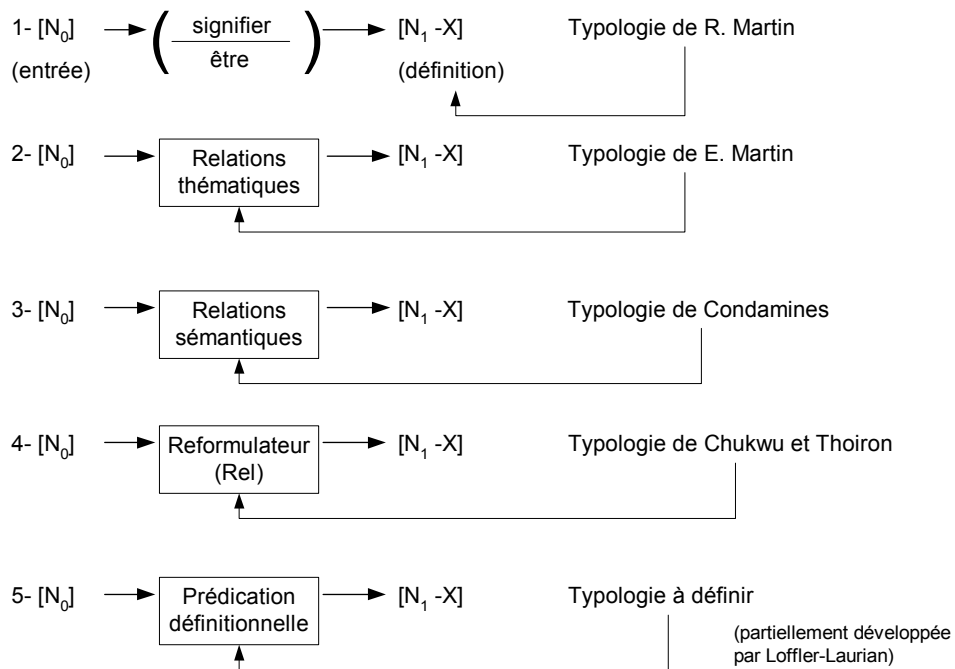 1- [N₀] ( signifier / être ) [N₁ -X] Typologie de R. Martin
(entrée) (définition)
2- [N₀] Relations thématiques [N₁ -X] Typologie de E. Martin
3- [N₀] Relations sémantiques [N₁ -X] Typologie de Condamines
4- [N₀] Reformulateur (Rel) [N₁ -X] Typologie de Chukwu et Thoiron
5- [N₀] Prédication définitionnelle [N₁ -X] Typologie à définir
(partiellement développée
par Loffler-Laurian)